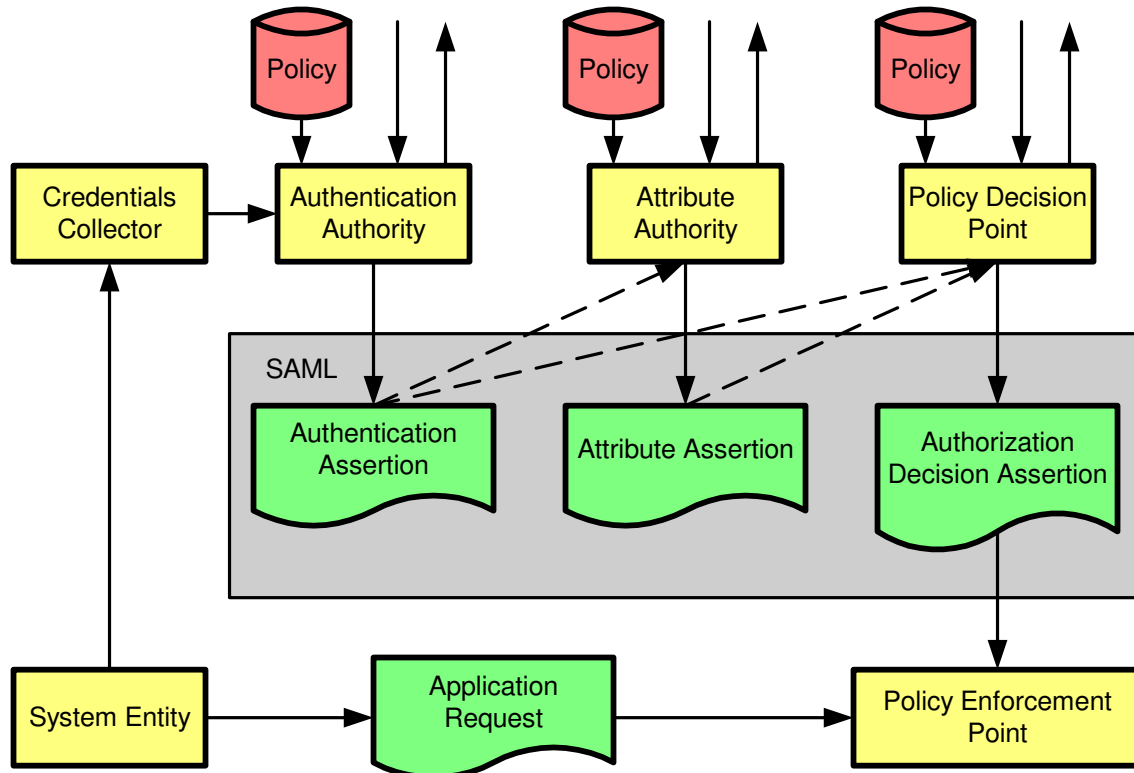 Policy
Policy
Policy
Credentials
Collector
Authentication
Authority
Attribute
Authority
Policy Decision
Point
SAML
Authentication
Assertion
Attribute Assertion
Authorization
Decision Assertion
System Entity
Application
Request
Policy Enforcement
Point